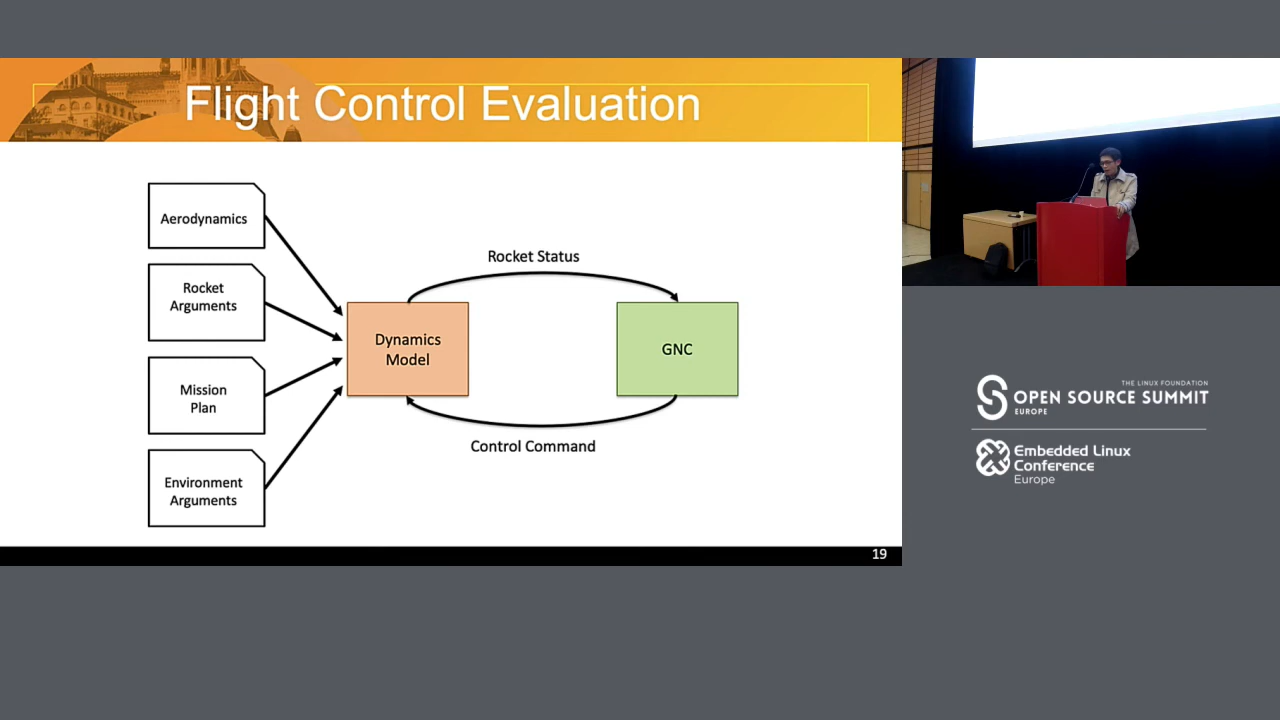 Flight Control Evaluation
Aerodynamics
Rocket
Arguments
Mission
Plan
Environment
Arguments
Dynamics
Model
Rocket Status
GNC
Control Command
19
THE LINUX FOUNDATION
OPEN SOURCE SUMMIT
EUROPE
Embedded Linux
Conference
Europe